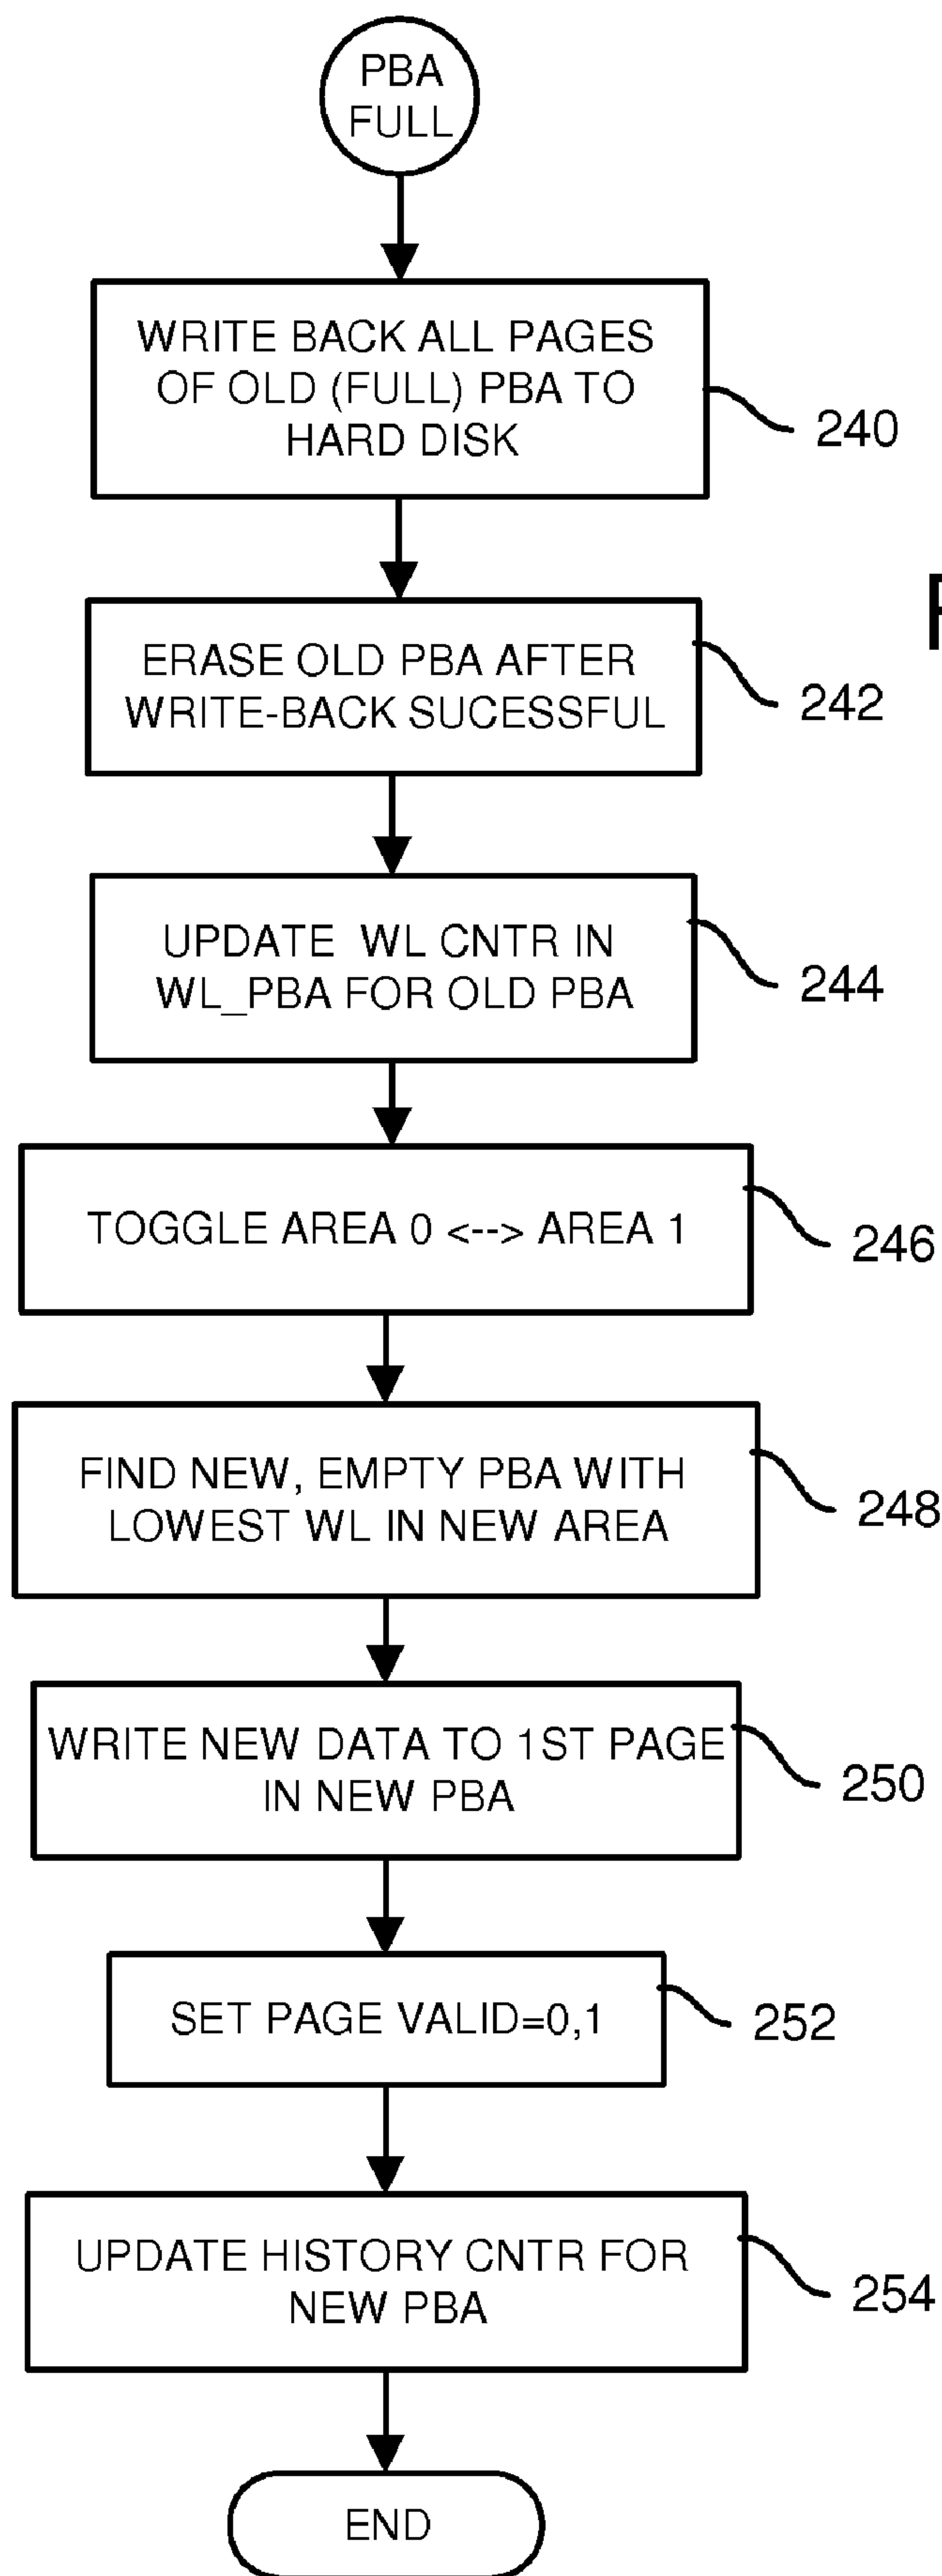 PBA
FULL
WRITE BACK ALL PAGES
OF OLD (FULL) PBA TO
HARD DISK
240
ERASE OLD PBA AFTER
WRITE-BACK SUCESSFUL
242
UPDATE WL CNTR IN
WL_PBA FOR OLD PBA
244
TOGGLE AREA 0 <--> AREA 1
246
FIND NEW, EMPTY PBA WITH
LOWEST WL IN NEW AREA
248
WRITE NEW DATA TO 1ST PAGE
IN NEW PBA
250
SET PAGE VALID=0,1
252
UPDATE HISTORY CNTR FOR
NEW PBA
254
END